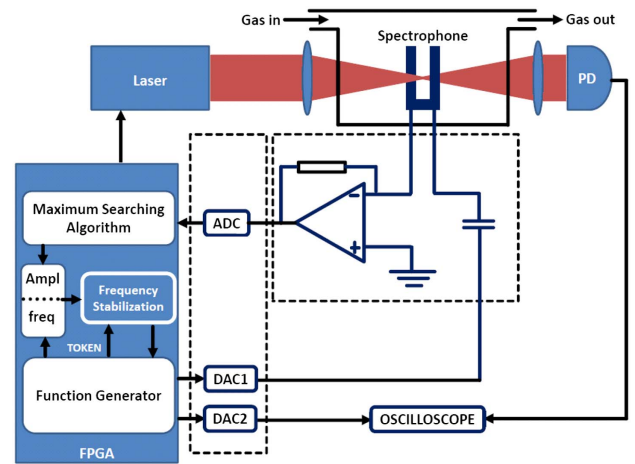 Gas in
Gas out
Spectrophone
Laser
PD
Maximum Searching
Algorithm
ADC
Ampl
freq
Frequency
Stabilization
TOKEN
Function Generator
DAC1
DAC2
OSCILLOSCOPE
FPGA